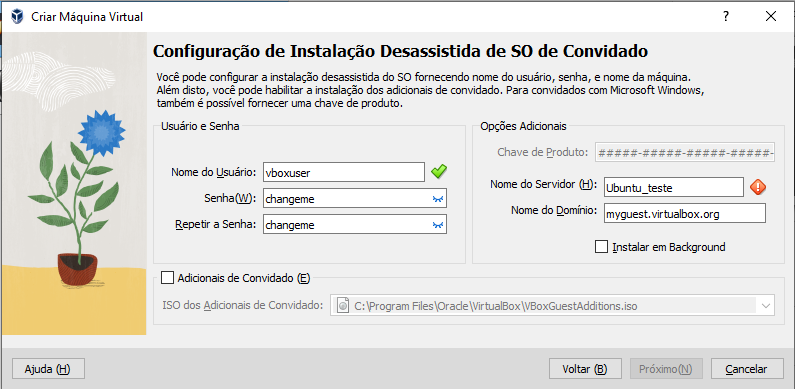 Criar Máquina Virtual
Configuração de Instalação Desassistida de SO de Convidado
Você pode configurar a instalação desassistida do SO fornecendo nome do usuário, senha, e nome da máquina.
Além disto, você pode habilitar a instalação dos adicionais de convidado. Para convidados com Microsoft Windows,
também é possível fornecer uma chave de produto.
Usuário e Senha
Nome do Usuário: vboxuser
Senha(W): changeme
Repetir a Senha: changeme
Opções Adicionais
Chave de Produto: #####-#####-#####-#####-
Nome do Servidor (H): Ubuntu_teste
Nome do Domínio: myguest.virtualbox.org
Instalar em Background
Adicionais de Convidado (E)
ISO dos Adicionais de Convidado: C:\Program Files\Oracle\VirtualBox\VBoxGuestAdditions.iso
Ajuda (H)
Voltar (B)
Próximo(N)
Cancelar